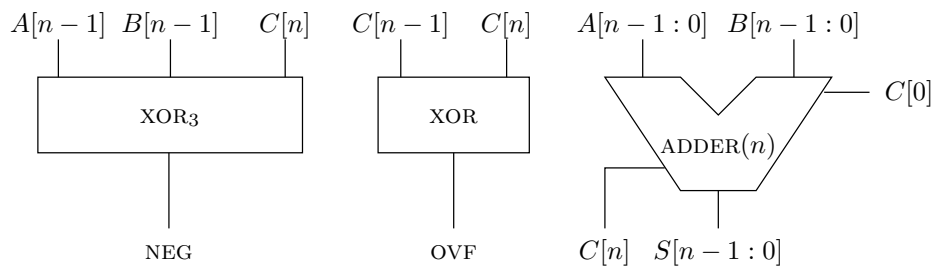 A[n − 1] B[n − 1] C[n] C[n − 1] C[n] A[n − 1 : 0] B[n − 1 : 0]
C[0]
XOR₃ XOR
ADDER(n)
NEG OVF C[n] S[n − 1 : 0]